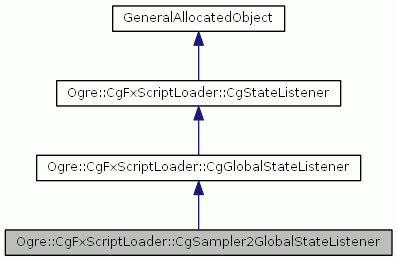 GeneralAllocatedObject
Ogre::CgFxScriptLoader::CgStateListener
Ogre::CgFxScriptLoader::CgGlobalStateListener
Ogre::CgFxScriptLoader::CgSampler2GlobalStateListener